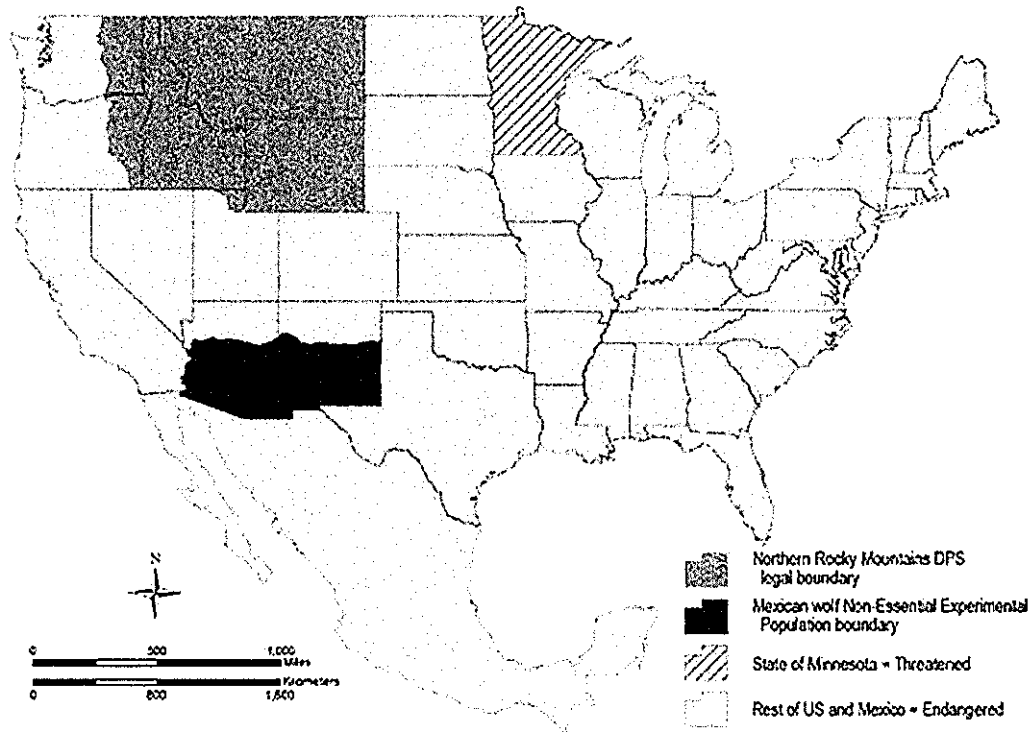 N
0 500 1,000
Miles
Kilometers
0 800 1,600
Northern Rocky Mountains DPS
legal boundary
Mexican wolf Non-Essential Experimental
Population boundary
State of Minnesota = Threatened
Rest of US and Mexico = Endangered